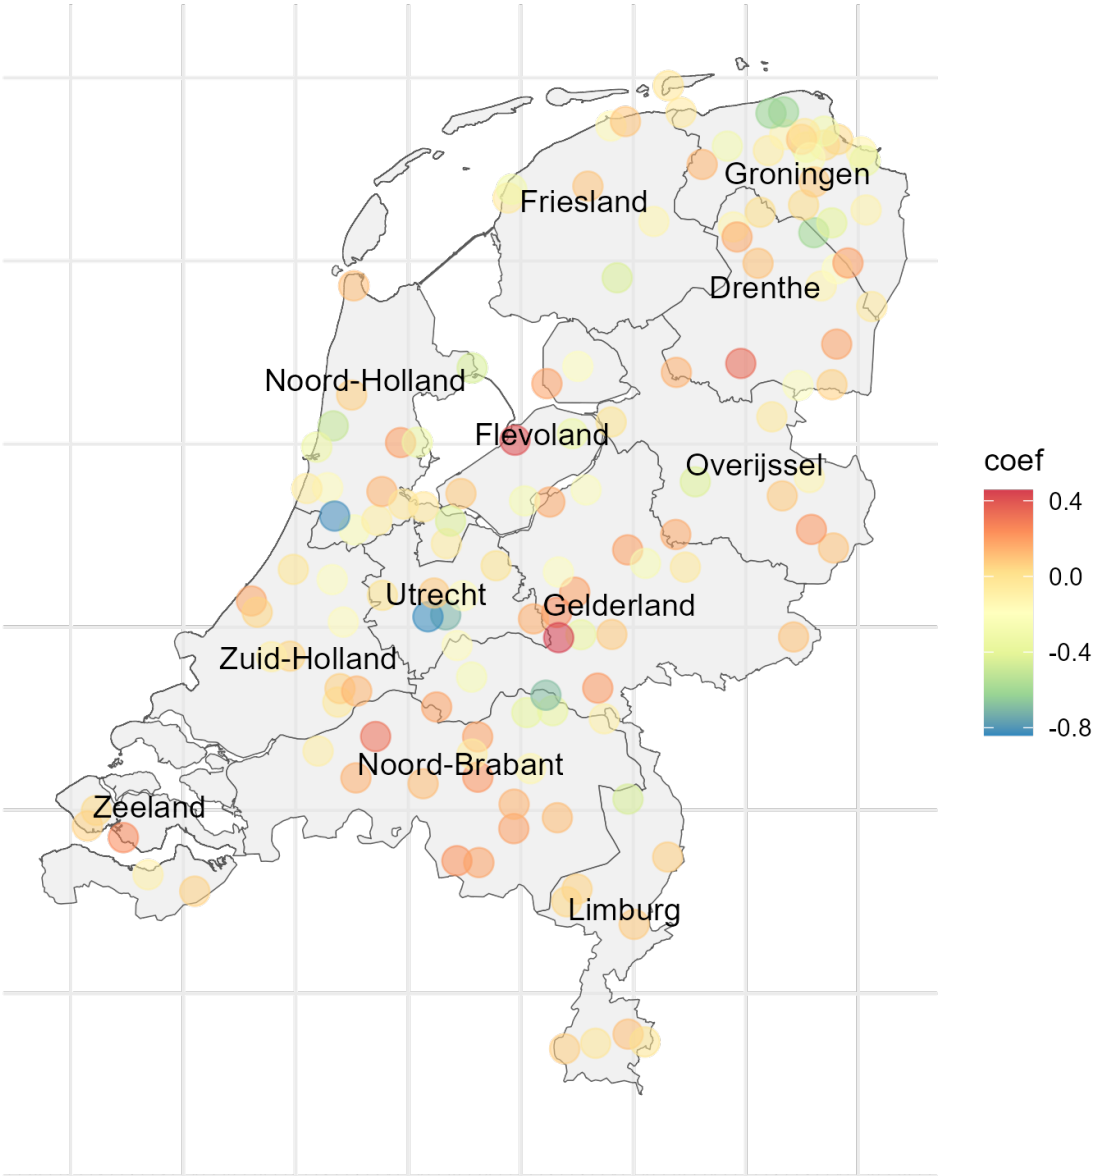 Groningen
Friesland
Drenthe
Noord-Holland
Flevoland
Overijssel
Utrecht
Gelderland
Zuid-Holland
Noord-Brabant
Zeeland
Limburg
coef
0.4
0.0
-0.4
-0.8